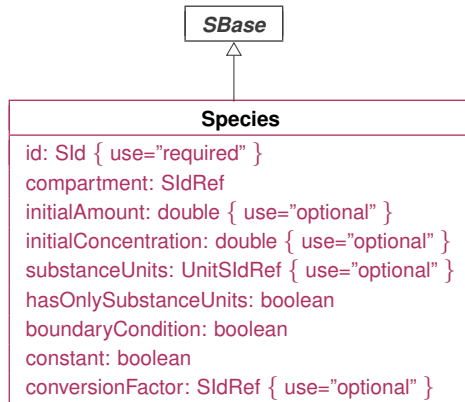 SBase
Species
id: SId { use="required" }
compartment: SIdRef
initialAmount: double { use="optional" }
initialConcentration: double { use="optional" }
substanceUnits: UnitSIdRef { use="optional" }
hasOnlySubstanceUnits: boolean
boundaryCondition: boolean
constant: boolean
conversionFactor: SIdRef { use="optional" }